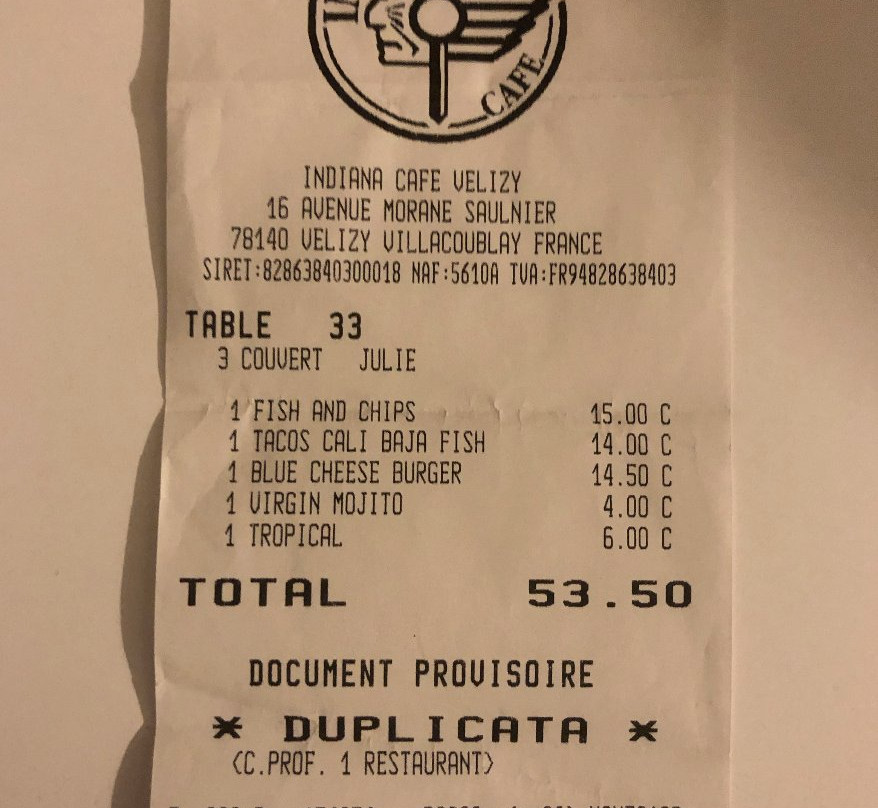 CAFE
INDIANA CAFE VELIZY
16 AVENUE MORANE SAULNIER
78140 VELIZY VILLACOUBLAY FRANCE
SIRET:82863840300018 NAF:5610A TVA:FR94828638403
TABLE 33
3 COUVERT JULIE
1 FISH AND CHIPS 15.00 C
1 TACOS CALI BAJA FISH 14.00 C
1 BLUE CHEESE BURGER 14.50 C
1 VIRGIN MOJITO 4.00 C
1 TROPICAL 6.00 C
TOTAL 53.50
DOCUMENT PROVISOIRE
* DUPLICATA *
(C.PROF. 1 RESTAURANT)